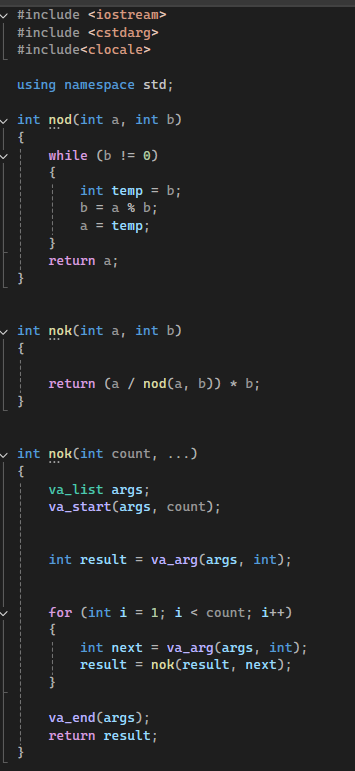 #include <iostream>
#include <cstdarg>
#include<clocale>
using namespace std;
int nod(int a, int b)
{
while (b != 0)
{
int temp = b;
b = a % b;
a = temp;
}
return a;
}
int nok(int a, int b)
{
return (a / nod(a, b)) * b;
}
int nok(int count, ...)
{
va_list args;
va_start(args, count);
int result = va_arg(args, int);
for (int i = 1; i < count; i++)
{
int next = va_arg(args, int);
result = nok(result, next);
}
va_end(args);
return result;
}